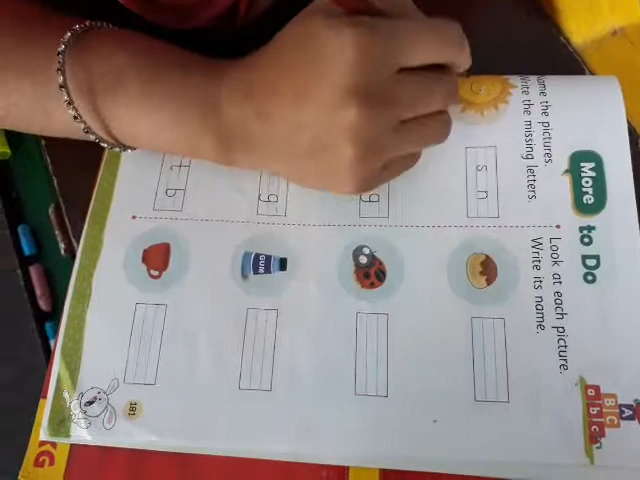 More to Do
Name the pictures.
Write the missing letters.
s n
g
g
t b
Look at each picture.
Write its name.
GUM
A
B C
a b c
181
KG